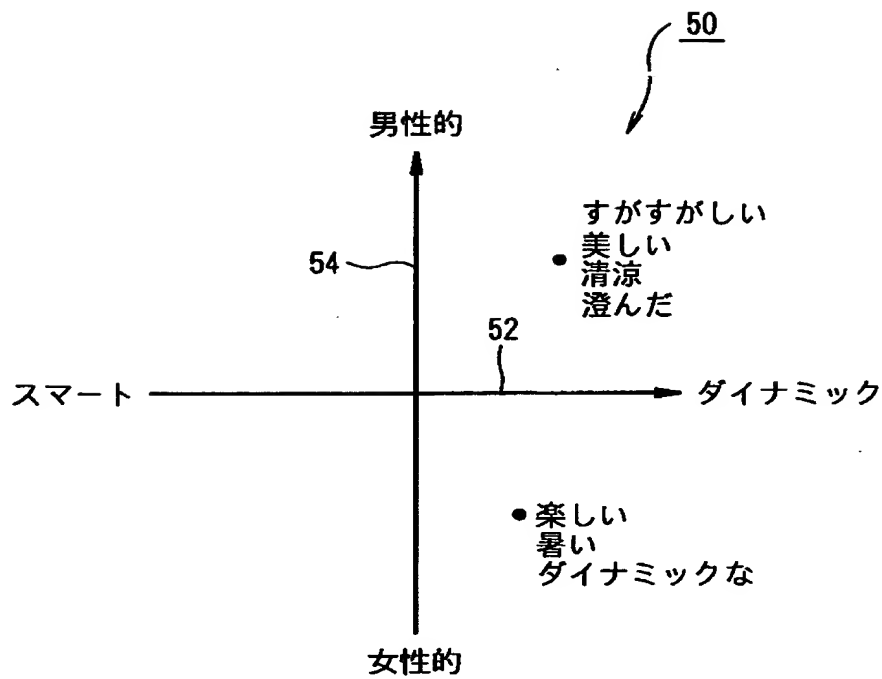 50
男性的
すがすがしい
美しい
清涼
澄んだ
54
52
スマート
ダイナミック
楽しい
暑い
ダイナミックな
女性的